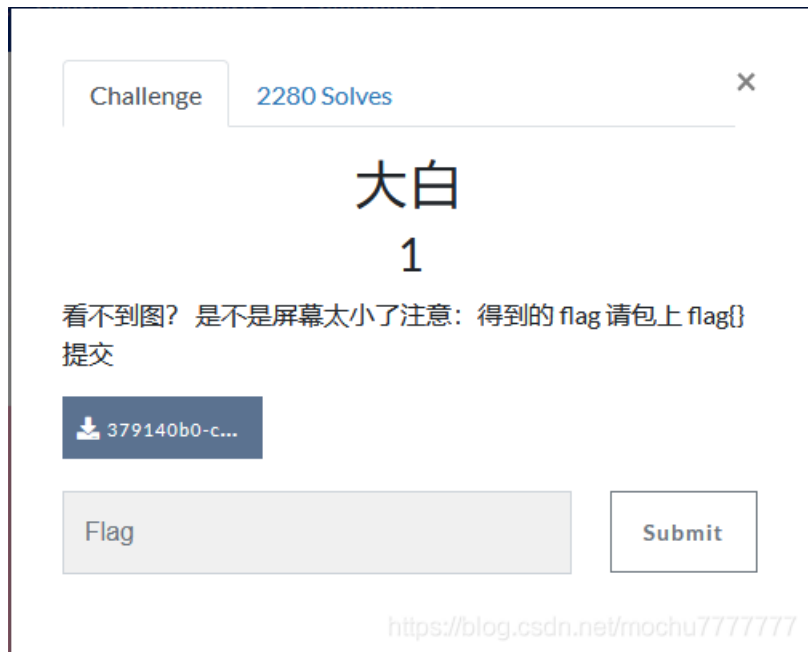 Challenge
2280 Solves
×
大白
1
看不到图？ 是不是屏幕太小了注意：得到的 flag 请包上 flag{}
提交
379140b0-c...
Flag
Submit
https://blog.csdn.net/mochu7777777